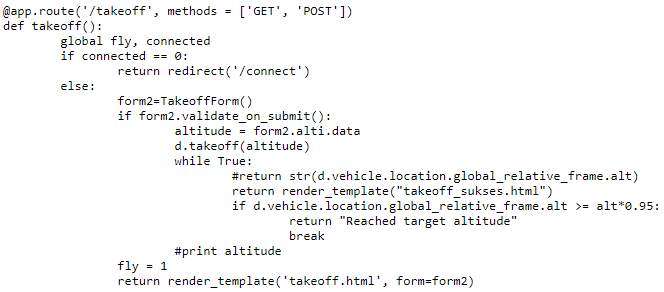 @app.route('/takeoff', methods = ['GET', 'POST'])
def takeoff():
        global fly, connected
        if connected == 0:
                return redirect('/connect')
        else:
                form2=TakeoffForm()
                if form2.validate_on_submit():
                        altitude = form2.alti.data
                        d.takeoff(altitude)
                        while True:
                                #return str(d.vehicle.location.global_relative_frame.alt)
                                return render_template("takeoff_sukses.html")
                                if d.vehicle.location.global_relative_frame.alt >= alt*0.95:
                                        return "Reached target altitude"
                                        break
                        #print altitude
                fly = 1
                return render_template('takeoff.html', form=form2)